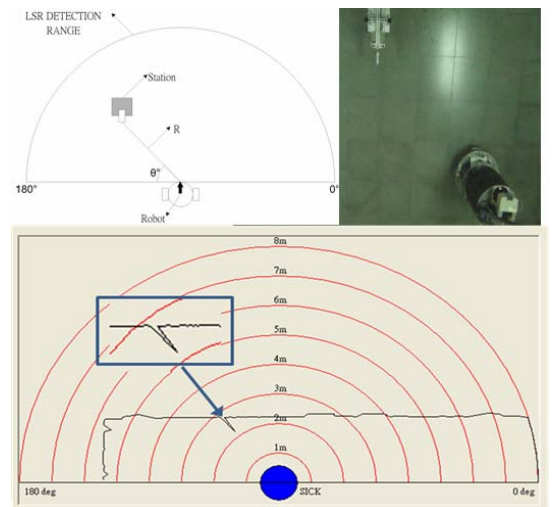 LSR DETECTION
RANGE
Station
R
θ°
180°
0°
Robot
8m
7m
6m
5m
4m
3m
2m
1m
180 deg
SICK
0 deg